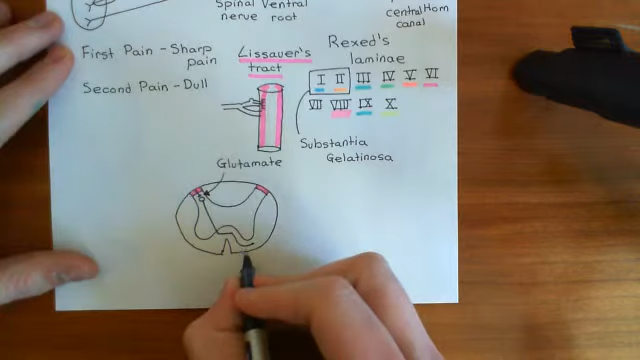 Spinal Ventral
nerve root
central Horn
canal
First Pain - Sharp
pain
Second Pain - Dull
Lissauer's
tract
Rexed's
laminae
I II III IV V VI
VII VIII IX X
Substantia
Gelatinosa
Glutamate